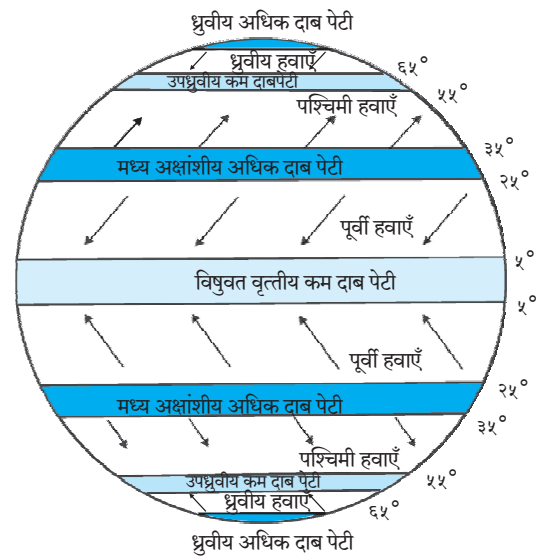 ध्रुवीय अधिक दाब पेटी
ध्रुवीय हवाएँ
६५°
उपध्रुवीय कम दाबपेटी
५५°
पश्चिमी हवाएँ
३५°
मध्य अक्षांशीय अधिक दाब पेटी
२५°
पूर्वी हवाएँ
५°
विषुवत वृत्तीय कम दाब पेटी
५°
पूर्वी हवाएँ
२५°
मध्य अक्षांशीय अधिक दाब पेटी
३५°
पश्चिमी हवाएँ
५५°
उपध्रुवीय कम दाब पेटी
ध्रुवीय हवाएँ
६५°
ध्रुवीय अधिक दाब पेटी